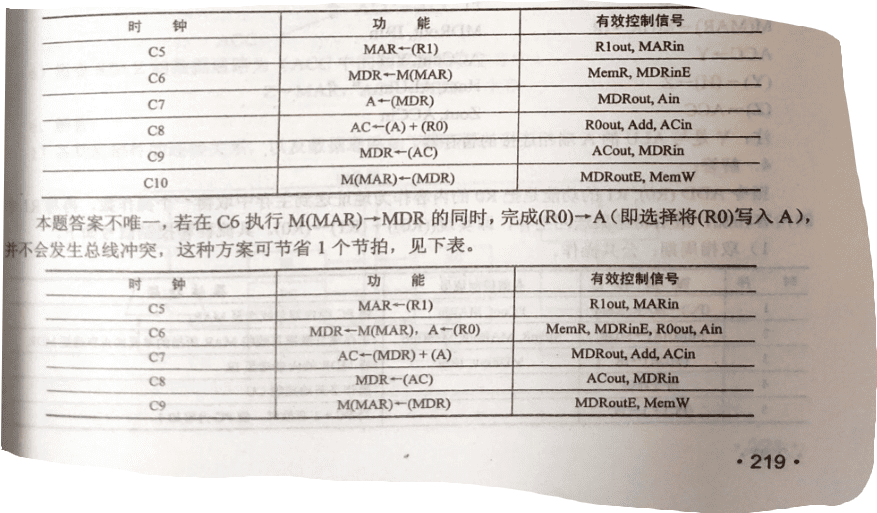 时 钟 功 能 有效控制信号
C5 MAR←(R1) R1out, MARin
C6 MDR←M(MAR) MemR, MDRinE
C7 A←(MDR) MDRout, Ain
C8 AC←(A) + (R0) R0out, Add, ACin
C9 MDR←(AC) ACout, MDRin
C10 M(MAR)←(MDR) MDRoutE, MemW
本题答案不唯一，若在 C6 执行 M(MAR)→MDR 的同时，完成(R0)→A（即选择将(R0)写入 A），
并不会发生总线冲突，这种方案可节省 1 个节拍，见下表。
时 钟 功 能 有效控制信号
C5 MAR←(R1) R1out, MARin
C6 MDR←M(MAR)，A←(R0) MemR, MDRinE, R0out, Ain
C7 AC←(MDR) + (A) MDRout, Add, ACin
C8 MDR←(AC) ACout, MDRin
C9 M(MAR)←(MDR) MDRoutE, MemW
· 219 ·